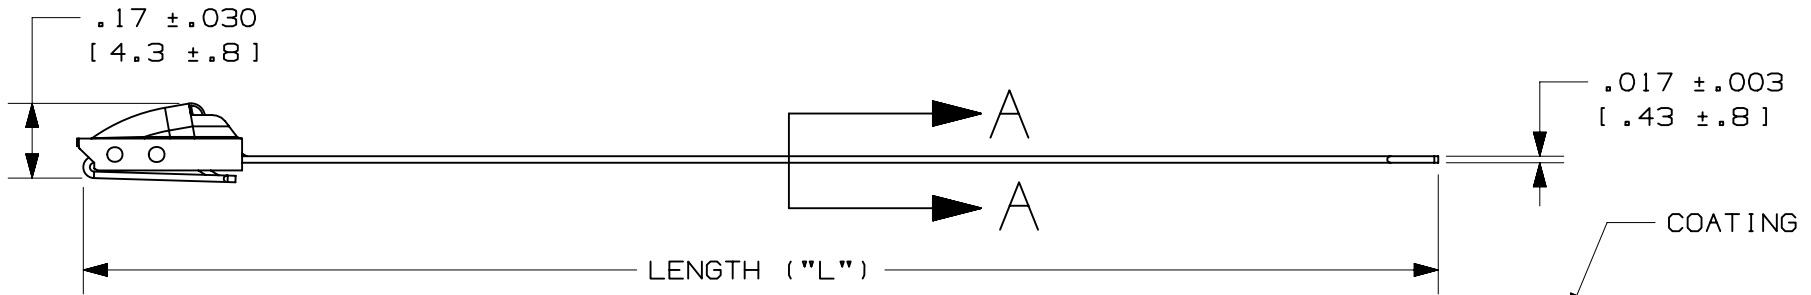 .17 ±.030
[ 4.3 ±.8 ]
.017 ±.003
[ .43 ±.8 ]
A
A
COATING
LENGTH ("L")